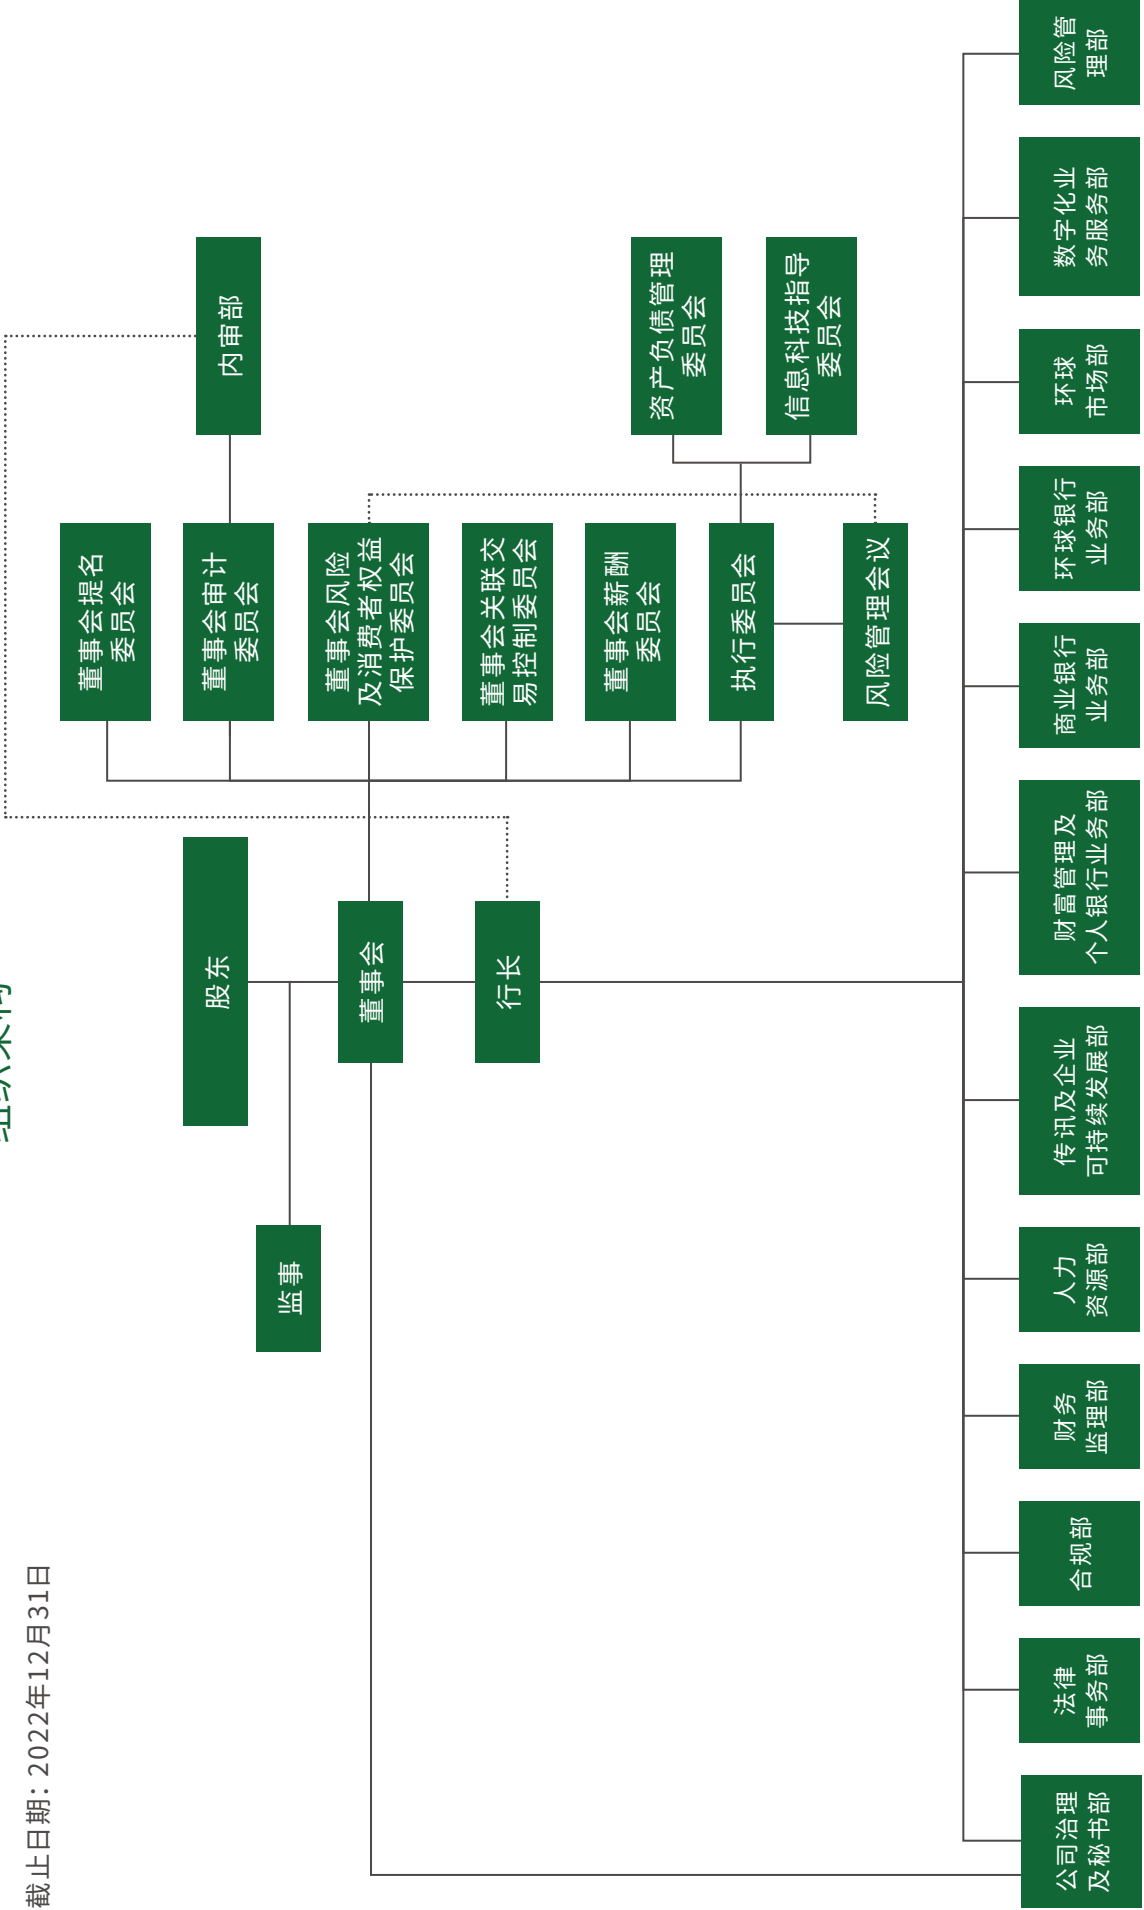 组织架构
截止日期：2022年12月31日
股东
监事
董事会
行长
内审部
董事会提名
委员会
董事会审计
委员会
董事会风险
及消费者权益
保护委员会
董事会关联交
易控制委员会
董事会薪酬
委员会
执行委员会
风险管理会议
资产负债管理
委员会
信息科技指导
委员会
公司治理
及秘书部
法律
事务部
合规部
财务
监理部
人力
资源部
传讯及企业
可持续发展部
财富管理及
个人银行业务部
商业银行
业务部
环球银行
业务部
环球
市场部
数字化业
务服务部
风险管
理部